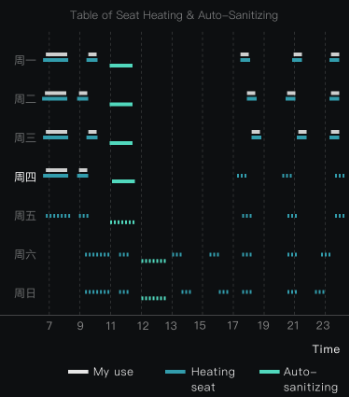 Table of Seat Heating & Auto-Sanitizing
周一
周二
周三
周四
周五
周六
周日
7 9 11 12 13 15 17 19 21 23
Time
My use Heating seat Auto-sanitizing